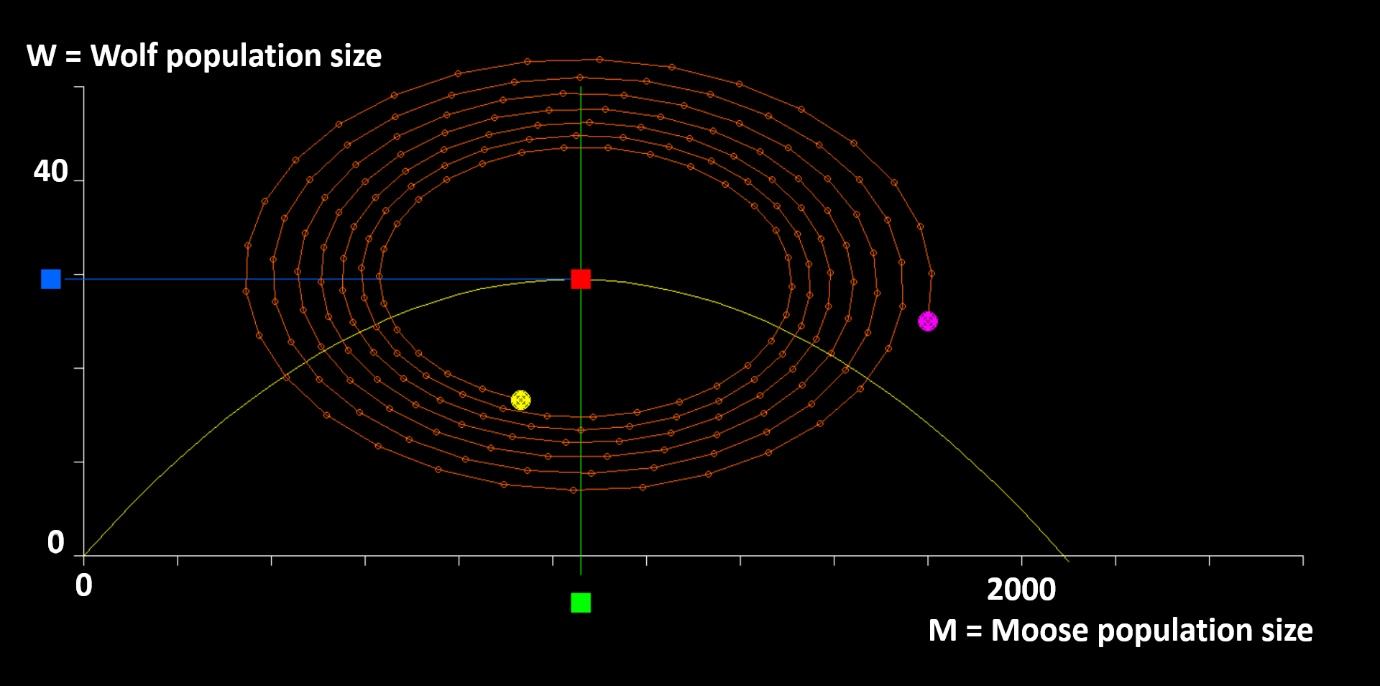 W = Wolf population size
40
0
0
2000
M = Moose population size